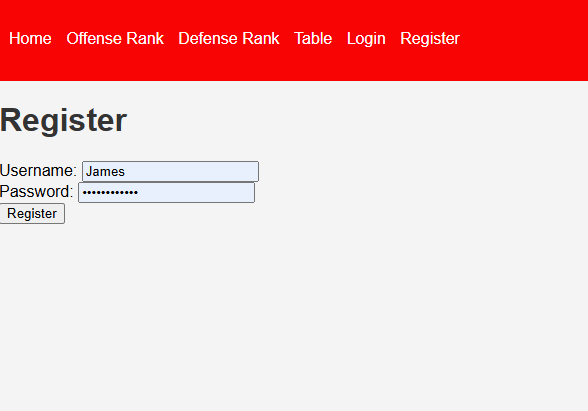 Home Offense Rank Defense Rank Table Login Register
Register
Username: James
Password: ••••••••••••
Register